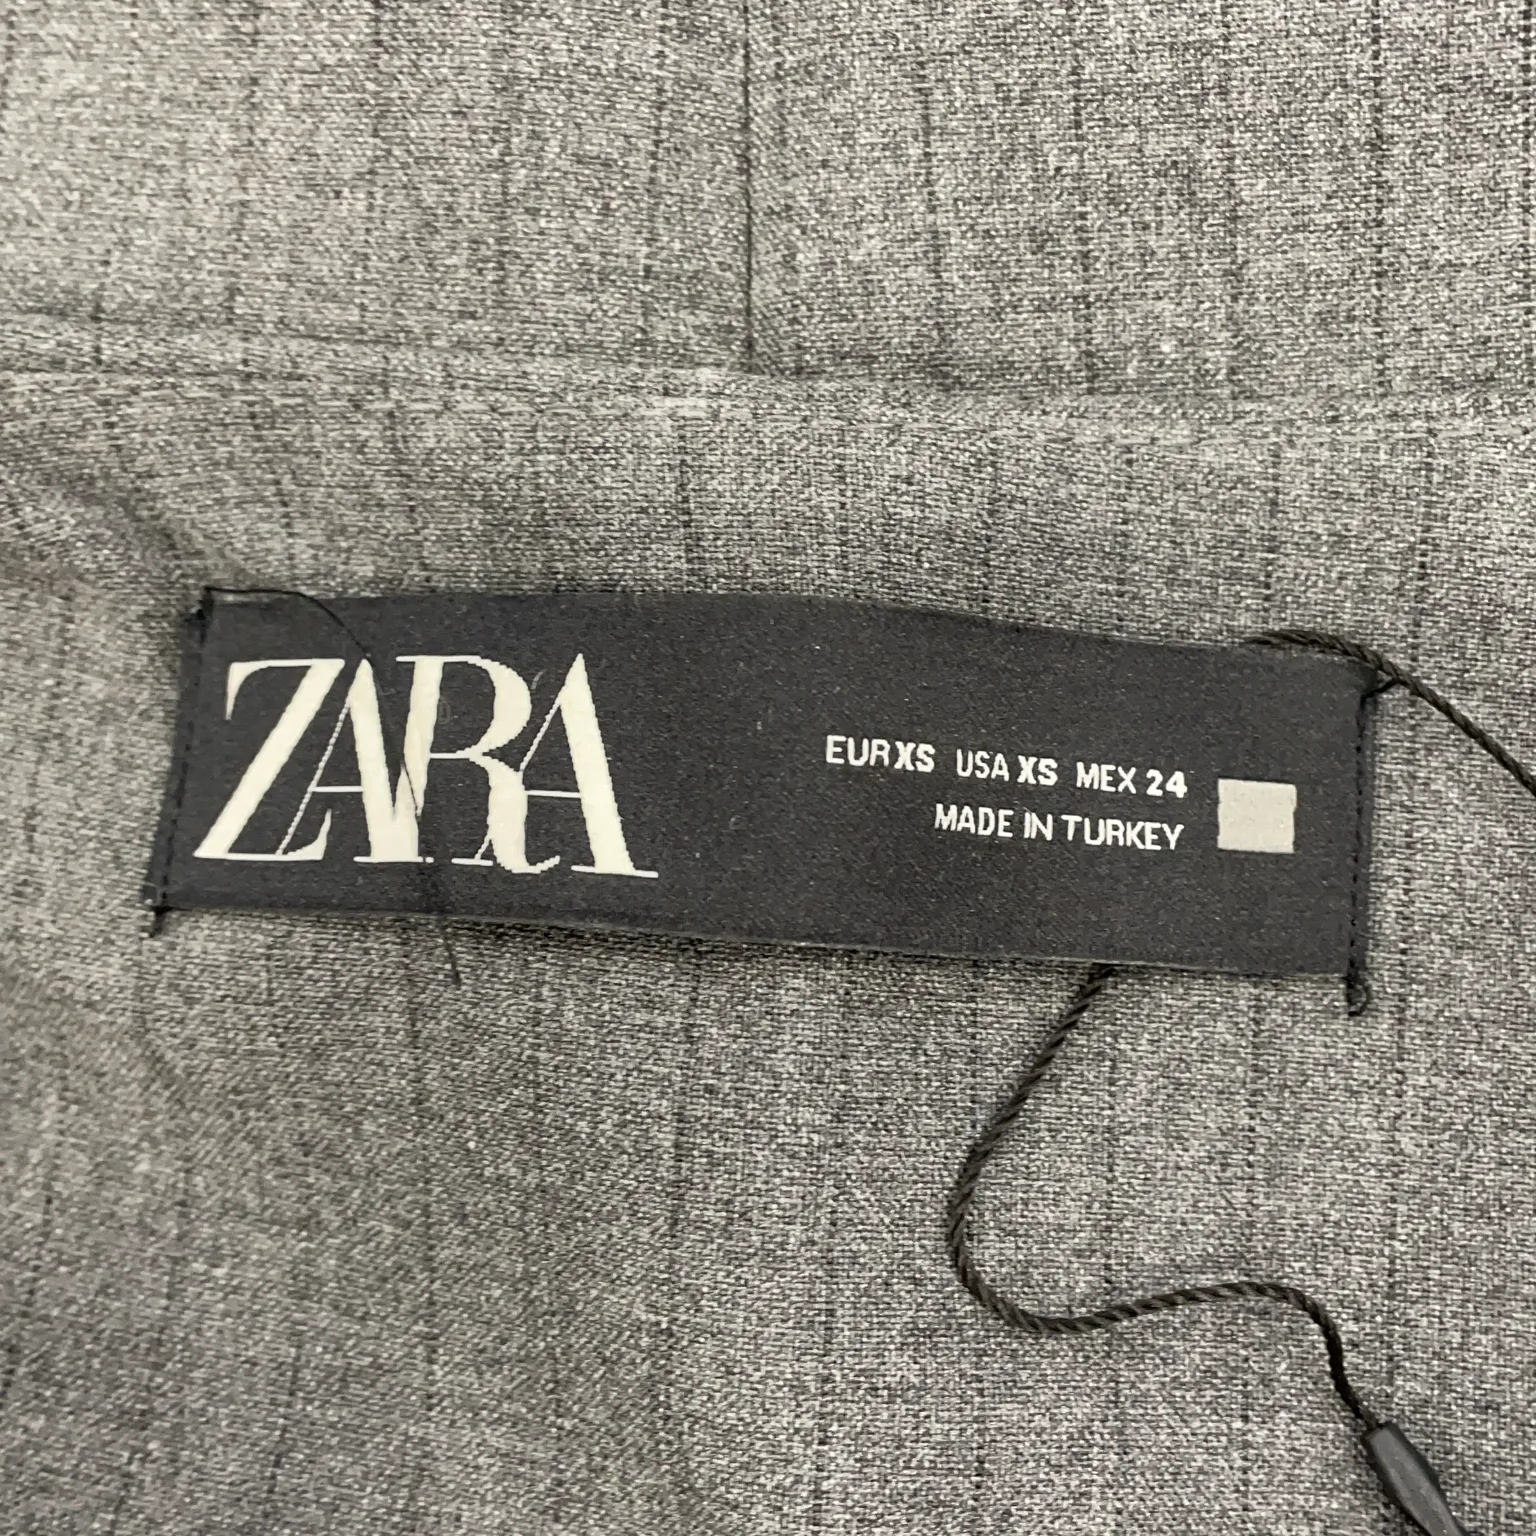 ZARA
EUR XS USA XS MEX 24
MADE IN TURKEY